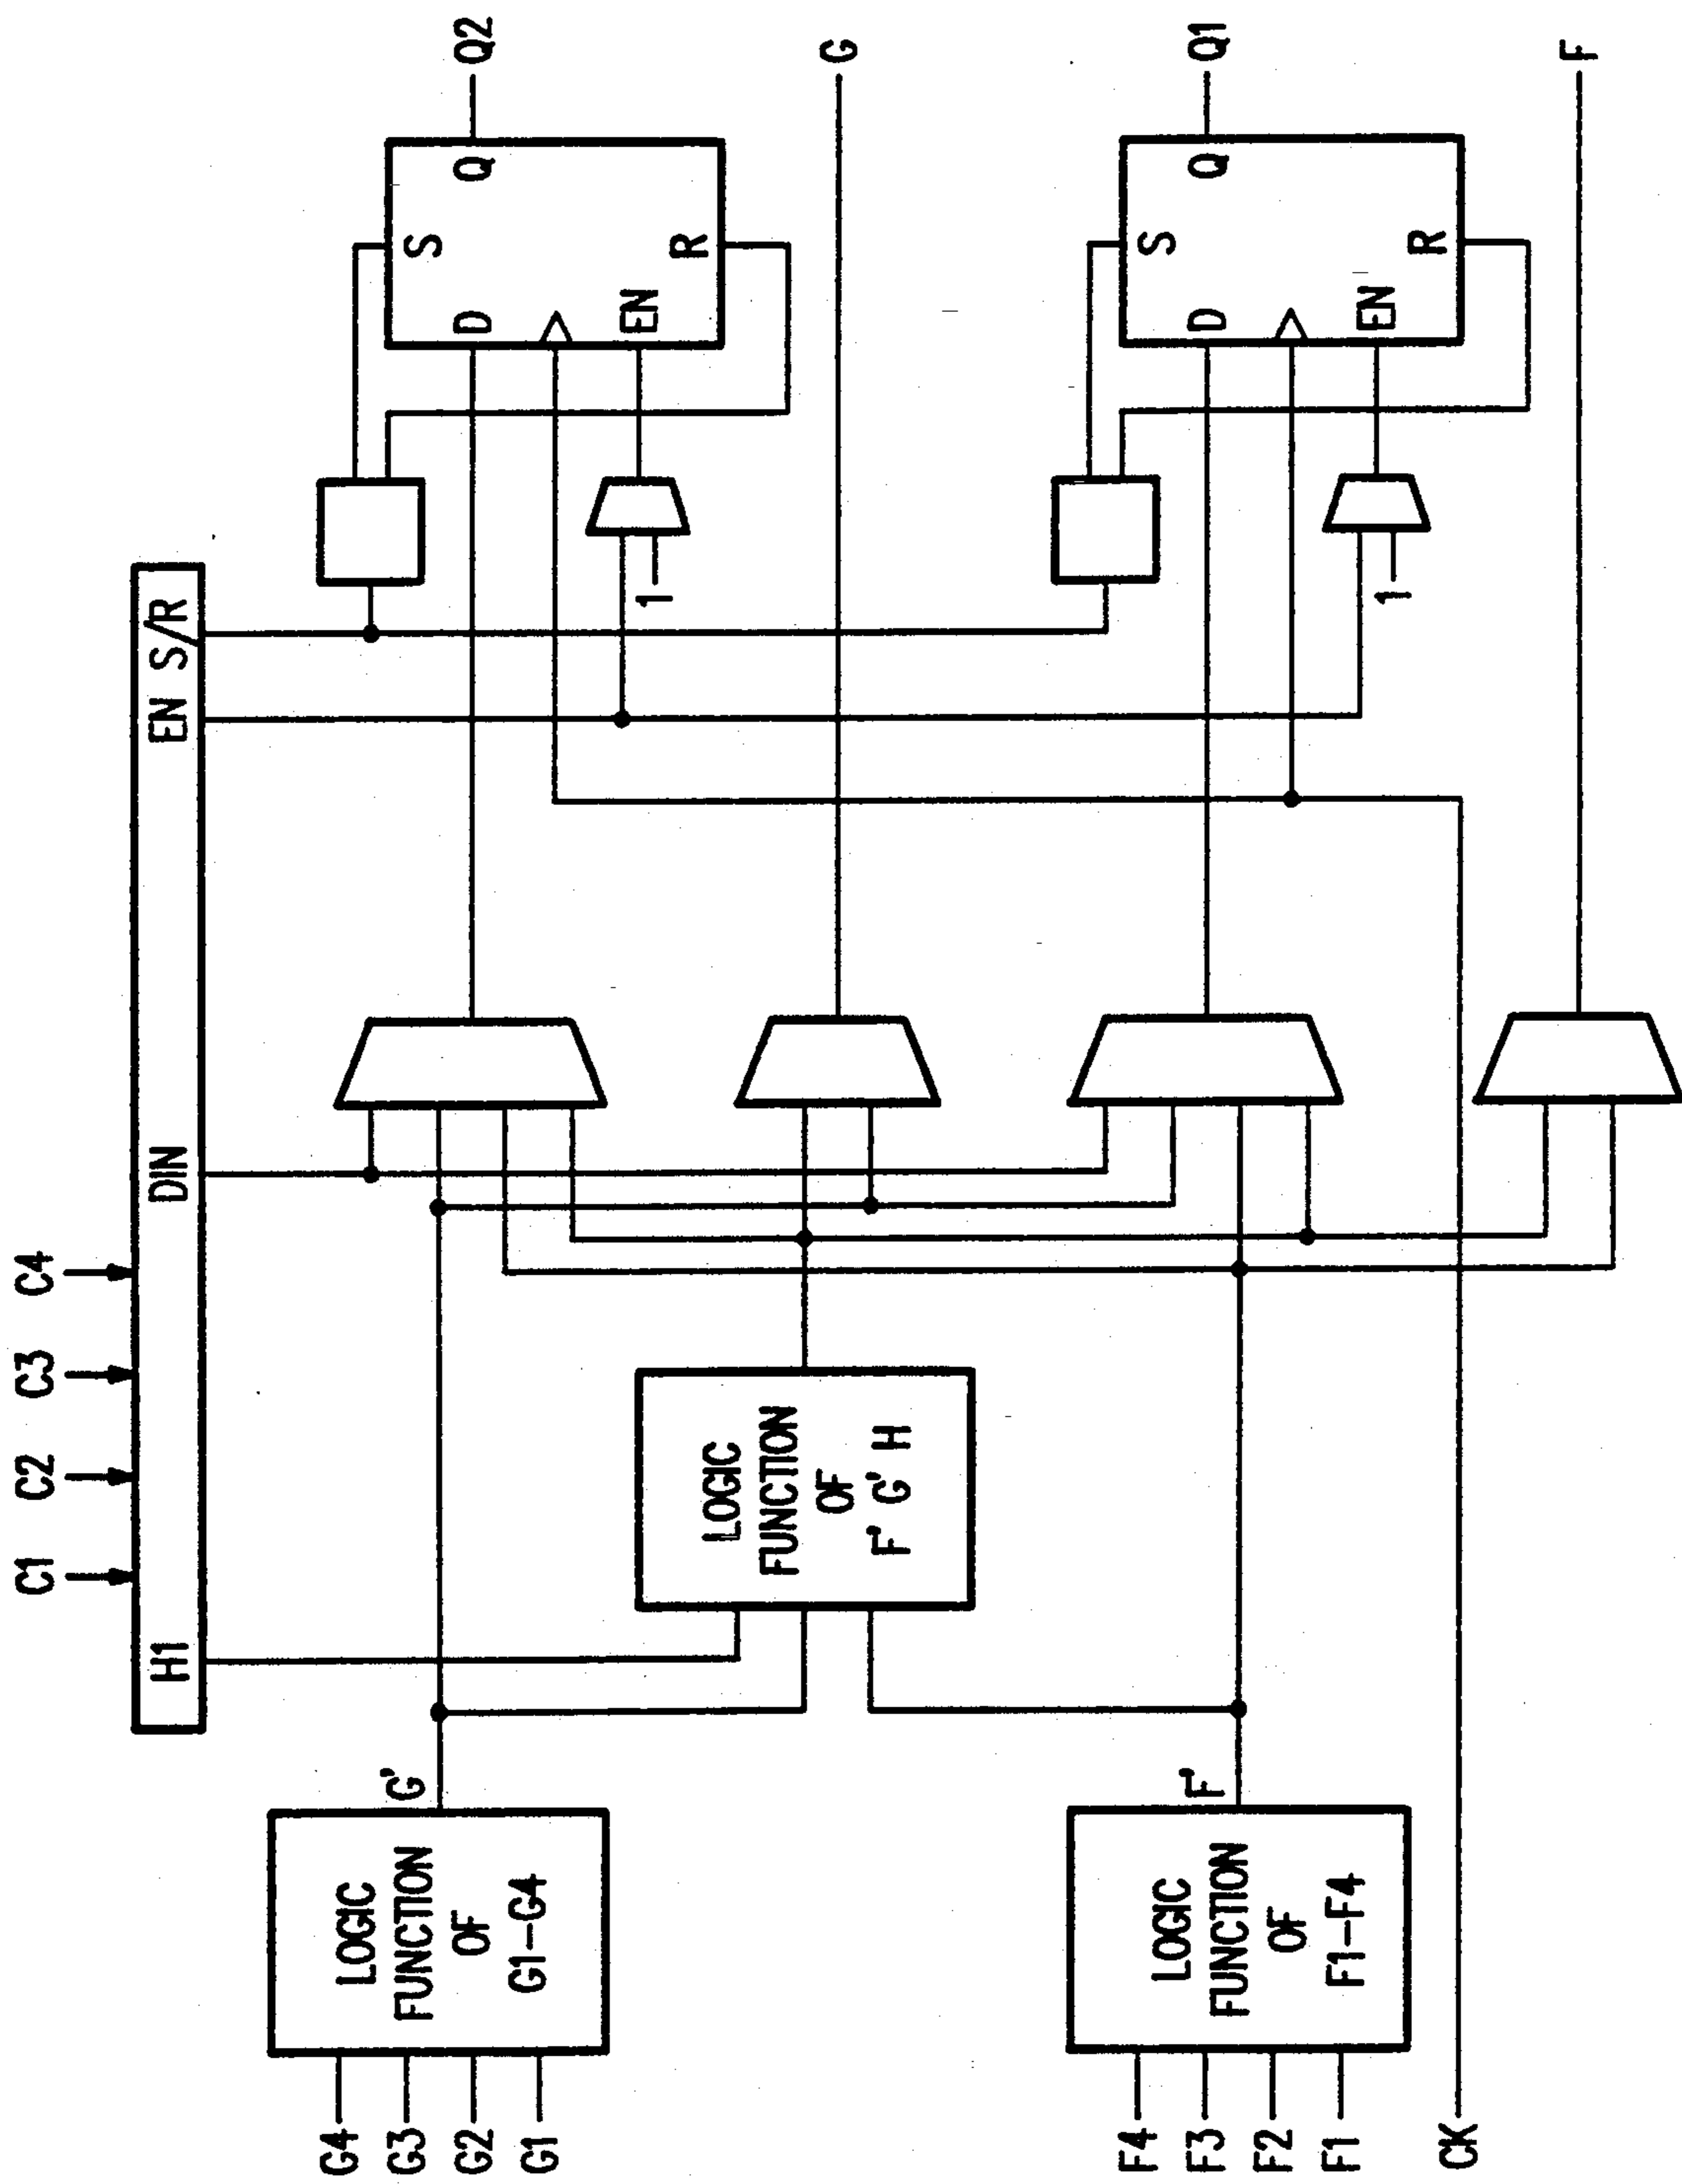 C1
C2
C3
C4
H1
DIN
EN
S/R
G4
G3
G2
G1
LOGIC
FUNCTION
OF
G1-G4
G'
LOGIC
FUNCTION
OF
F' G' H
F4
F3
F2
F1
LOGIC
FUNCTION
OF
F1-F4
F'
CK
1
S
D
EN
R
Q
Q2
G
1
S
D
EN
R
Q
Q1
F